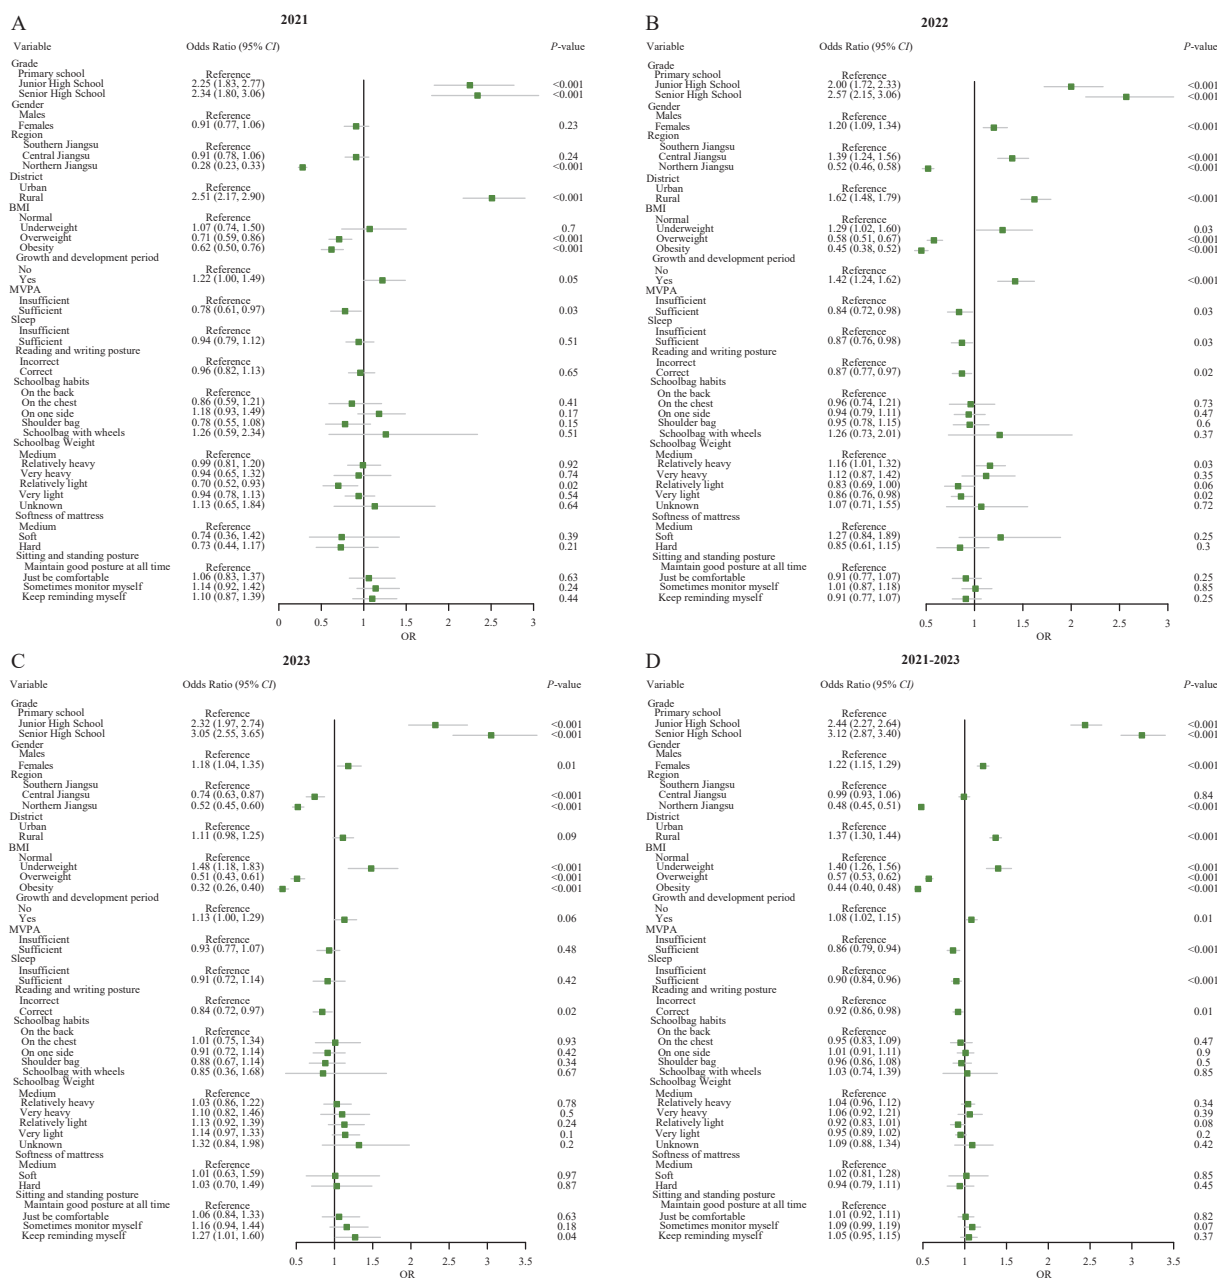 A
2021
Variable Odds Ratio (95% CI) P-value
Grade
Primary school Reference
Junior High School 2.25 (1.83, 2.77) <0.001
Senior High School 2.34 (1.80, 3.06) <0.001
Gender
Males Reference
Females 0.91 (0.77, 1.06) 0.23
Region
Southern Jiangsu Reference
Central Jiangsu 0.91 (0.78, 1.06) 0.24
Northern Jiangsu 0.28 (0.23, 0.33) <0.001
District
Urban Reference
Rural 2.51 (2.17, 2.90) <0.001
BMI
Normal Reference
Underweight 1.07 (0.74, 1.50) 0.7
Overweight 0.71 (0.59, 0.86) <0.001
Obesity 0.62 (0.50, 0.76) <0.001
Growth and development period
No Reference
Yes 1.22 (1.00, 1.49) 0.05
MVPA
Insufficient Reference
Sufficient 0.78 (0.61, 0.97) 0.03
Sleep
Insufficient Reference
Sufficient 0.94 (0.79, 1.12) 0.51
Reading and writing posture
Incorrect Reference
Correct 0.96 (0.82, 1.13) 0.65
Schoolbag habits
On the back Reference
On the chest 0.86 (0.59, 1.21) 0.41
On one side 1.18 (0.93, 1.49) 0.17
Shoulder bag 0.78 (0.55, 1.08) 0.15
Schoolbag with wheels 1.26 (0.59, 2.34) 0.51
Schoolbag Weight
Medium Reference
Relatively heavy 0.99 (0.81, 1.20) 0.92
Very heavy 0.94 (0.65, 1.32) 0.74
Relatively light 0.70 (0.52, 0.93) 0.02
Very light 0.94 (0.78, 1.13) 0.54
Unknown 1.13 (0.65, 1.84) 0.64
Softness of mattress
Medium Reference
Soft 0.74 (0.36, 1.42) 0.39
Hard 0.73 (0.44, 1.17) 0.21
Sitting and standing posture
Maintain good posture at all time Reference
Just be comfortable 1.06 (0.83, 1.37) 0.63
Sometimes monitor myself 1.14 (0.92, 1.42) 0.24
Keep reminding myself 1.10 (0.87, 1.39) 0.44
0 0.5 1 1.5 2 2.5 3
OR
B
2022
Variable Odds Ratio (95% CI) P-value
Grade
Primary school Reference
Junior High School 2.00 (1.72, 2.33) <0.001
Senior High School 2.57 (2.15, 3.06) <0.001
Gender
Males Reference
Females 1.20 (1.09, 1.34) <0.001
Region
Southern Jiangsu Reference
Central Jiangsu 1.39 (1.24, 1.56) <0.001
Northern Jiangsu 0.52 (0.46, 0.58) <0.001
District
Urban Reference
Rural 1.62 (1.48, 1.79) <0.001
BMI
Normal Reference
Underweight 1.29 (1.02, 1.60) 0.03
Overweight 0.58 (0.51, 0.67) <0.001
Obesity 0.45 (0.38, 0.52) <0.001
Growth and development period
No Reference
Yes 1.42 (1.24, 1.62) <0.001
MVPA
Insufficient Reference
Sufficient 0.84 (0.72, 0.98) 0.03
Sleep
Insufficient Reference
Sufficient 0.87 (0.76, 0.98) 0.03
Reading and writing posture
Incorrect Reference
Correct 0.87 (0.77, 0.97) 0.02
Schoolbag habits
On the back Reference
On the chest 0.96 (0.74, 1.21) 0.73
On one side 0.94 (0.79, 1.11) 0.47
Shoulder bag 0.95 (0.78, 1.15) 0.6
Schoolbag with wheels 1.26 (0.73, 2.01) 0.37
Schoolbag Weight
Medium Reference
Relatively heavy 1.16 (1.01, 1.32) 0.03
Very heavy 1.12 (0.87, 1.42) 0.35
Relatively light 0.83 (0.69, 1.00) 0.06
Very light 0.86 (0.76, 0.98) 0.02
Unknown 1.07 (0.71, 1.55) 0.72
Softness of mattress
Medium Reference
Soft 1.27 (0.84, 1.89) 0.25
Hard 0.85 (0.61, 1.15) 0.3
Sitting and standing posture
Maintain good posture at all time Reference
Just be comfortable 0.91 (0.77, 1.07) 0.25
Sometimes monitor myself 1.01 (0.87, 1.18) 0.85
Keep reminding myself 0.91 (0.77, 1.07) 0.25
0.5 1 1.5 2 2.5 3
OR
C
2023
Variable Odds Ratio (95% CI) P-value
Grade
Primary school Reference
Junior High School 2.32 (1.97, 2.74) <0.001
Senior High School 3.05 (2.55, 3.65) <0.001
Gender
Males Reference
Females 1.18 (1.04, 1.35) 0.01
Region
Southern Jiangsu Reference
Central Jiangsu 0.74 (0.63, 0.87) <0.001
Northern Jiangsu 0.52 (0.45, 0.60) <0.001
District
Urban Reference
Rural 1.11 (0.98, 1.25) 0.09
BMI
Normal Reference
Underweight 1.48 (1.18, 1.83) <0.001
Overweight 0.51 (0.43, 0.61) <0.001
Obesity 0.32 (0.26, 0.40) <0.001
Growth and development period
No Reference
Yes 1.13 (1.00, 1.29) 0.06
MVPA
Insufficient Reference
Sufficient 0.93 (0.77, 1.07) 0.48
Sleep
Insufficient Reference
Sufficient 0.91 (0.72, 1.14) 0.42
Reading and writing posture
Incorrect Reference
Correct 0.84 (0.72, 0.97) 0.02
Schoolbag habits
On the back Reference
On the chest 1.01 (0.75, 1.34) 0.93
On one side 0.91 (0.72, 1.14) 0.42
Shoulder bag 0.88 (0.67, 1.14) 0.34
Schoolbag with wheels 0.85 (0.36, 1.68) 0.67
Schoolbag Weight
Medium Reference
Relatively heavy 1.03 (0.86, 1.22) 0.78
Very heavy 1.10 (0.82, 1.46) 0.5
Relatively light 1.13 (0.92, 1.39) 0.24
Very light 1.14 (0.97, 1.33) 0.1
Unknown 1.32 (0.84, 1.98) 0.2
Softness of mattress
Medium Reference
Soft 1.01 (0.63, 1.59) 0.97
Hard 1.03 (0.70, 1.49) 0.87
Sitting and standing posture
Maintain good posture at all time Reference
Just be comfortable 1.06 (0.84, 1.33) 0.63
Sometimes monitor myself 1.16 (0.94, 1.44) 0.18
Keep reminding myself 1.27 (1.01, 1.60) 0.04
0.5 1 1.5 2 2.5 3 3.5
OR
D
2021-2023
Variable Odds Ratio (95% CI) P-value
Grade
Primary school Reference
Junior High School 2.44 (2.27, 2.64) <0.001
Senior High School 3.12 (2.87, 3.40) <0.001
Gender
Males Reference
Females 1.22 (1.15, 1.29) <0.001
Region
Southern Jiangsu Reference
Central Jiangsu 0.99 (0.93, 1.06) 0.84
Northern Jiangsu 0.48 (0.45, 0.51) <0.001
District
Urban Reference
Rural 1.37 (1.30, 1.44) <0.001
BMI
Normal Reference
Underweight 1.40 (1.26, 1.56) <0.001
Overweight 0.57 (0.53, 0.62) <0.001
Obesity 0.44 (0.40, 0.48) <0.001
Growth and development period
No Reference
Yes 1.08 (1.02, 1.15) 0.01
MVPA
Insufficient Reference
Sufficient 0.86 (0.79, 0.94) <0.001
Sleep
Insufficient Reference
Sufficient 0.90 (0.84, 0.96) <0.001
Reading and writing posture
Incorrect Reference
Correct 0.92 (0.86, 0.98) 0.01
Schoolbag habits
On the back Reference
On the chest 0.95 (0.83, 1.09) 0.47
On one side 1.01 (0.91, 1.11) 0.9
Shoulder bag 0.96 (0.86, 1.08) 0.5
Schoolbag with wheels 1.03 (0.74, 1.39) 0.85
Schoolbag Weight
Medium Reference
Relatively heavy 1.04 (0.96, 1.12) 0.34
Very heavy 1.06 (0.92, 1.21) 0.39
Relatively light 0.92 (0.83, 1.01) 0.08
Very light 0.95 (0.89, 1.02) 0.2
Unknown 1.09 (0.88, 1.34) 0.42
Softness of mattress
Medium Reference
Soft 1.02 (0.81, 1.28) 0.85
Hard 0.94 (0.79, 1.11) 0.45
Sitting and standing posture
Maintain good posture at all time Reference
Just be comfortable 1.01 (0.92, 1.11) 0.82
Sometimes monitor myself 1.09 (0.99, 1.19) 0.07
Keep reminding myself 1.05 (0.95, 1.15) 0.37
0.5 1 1.5 2 2.5 3 3.5
OR